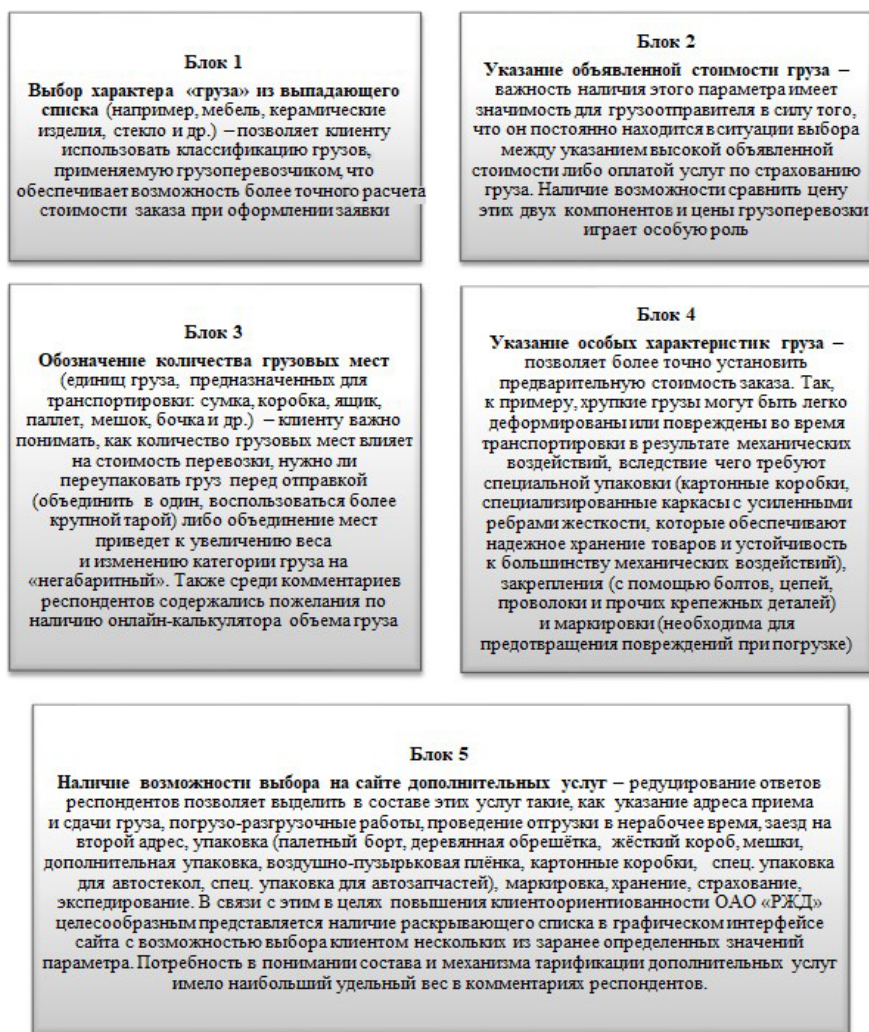 Блок 1
Выбор характера «груза» из выпадающего
списка (например, мебель, керамические
изделия, стекло и др.) – позволяет клиенту
использовать классификацию грузов,
применяемую грузоперевозчиком, что
обеспечивает возможность более точного расчета
стоимости заказа при оформлении заявки
Блок 2
Указание объявленной стоимости груза –
важность наличия этого параметра имеет
значимость для грузоотправителя в силу того,
что он постоянно находится в ситуации выбора
между указанием высокой объявленной
стоимости либо оплатой услуг по страхованию
груза. Наличие возможности сравнить цену
этих двух компонентов и цены грузоперевозки
играет особую роль
Блок 3
Обозначение количества грузовых мест
(единиц груза, предназначенных для
транспортировки: сумка, коробка, ящик,
паллет, мешок, бочка и др.) – клиенту важно
понимать, как количество грузовых мест влияет
на стоимость перевозки, нужно ли
переупаковать груз перед отправкой
(объединить в один, воспользоваться более
крупной тарой) либо объединение мест
приведет к увеличению веса
и изменению категории груза на
«негабаритный». Также среди комментариев
респондентов содержались пожелания по
наличию онлайн-калькулятора объема груза
Блок 4
Указание особых характеристик груза –
позволяет более точно установить
предварительную стоимость заказа. Так,
к примеру, хрупкие грузы могут быть легко
деформированы или повреждены во время
транспортировки в результате механических
воздействий, вследствие чего требуют
специальной упаковки (картонные коробки,
специализированные каркасы с усиленными
ребрами жесткости, которые обеспечивают
надежное хранение товаров и устойчивость
к большинству механических воздействий),
закрепления (с помощью болтов, цепей,
проволоки и прочих крепежных деталей)
и маркировки (необходима для
предотвращения повреждений при погрузке)
Блок 5
Наличие возможности выбора на сайте дополнительных услуг – редуцирование ответов
респондентов позволяет выделить в составе этих услуг такие, как указание адреса приема
и сдачи груза, погрузо-разгрузочные работы, проведение отгрузки в нерабочее время, заезд на
второй адрес, упаковка (палетный борт, деревянная обрешётка, жёсткий короб, мешки,
дополнительная упаковка, воздушно-пузырьковая плёнка, картонные коробки, спец. упаковка
для автостекол, спец. упаковка для автозапчастей), маркировка, хранение, страхование,
экспедирование. В связи с этим в целях повышения клиентоориентиованности ОАО «РЖД»
целесообразным представляется наличие раскрывающего списка в графическом интерфейсе
сайта с возможностью выбора клиентом нескольких из заранее определенных значений
параметра. Потребность в понимании состава и механизма тарификации дополнительных услуг
имело наибольший удельный вес в комментариях респондентов.